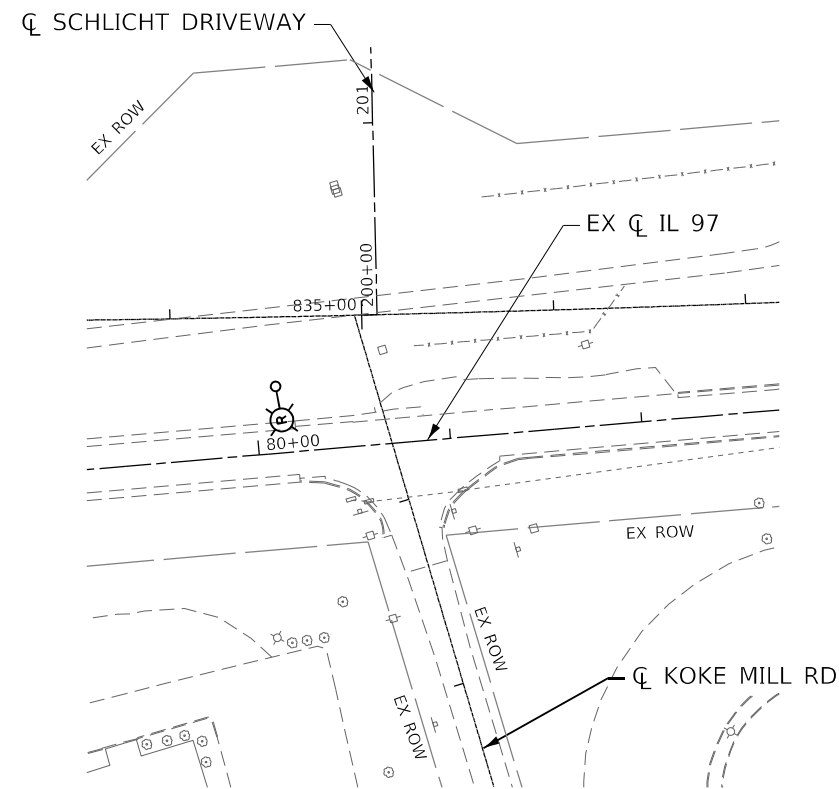 ℄ SCHLICHT DRIVEWAY
201
EX ROW
EX ℄ IL 97
200+00
835+00
R
80+00
EX ROW
EX ROW
℄ KOKE MILL RD
EX ROW